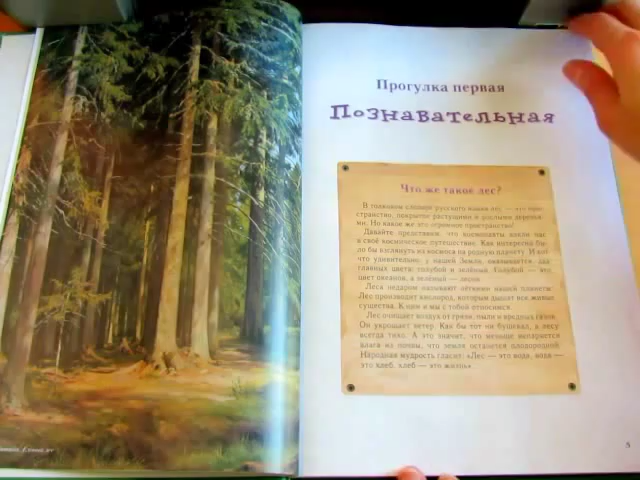 Прогулка первая
Познавательная
Что же такое лес?
В толковом словаре русского языка лес — это про-
странство, покрытое растущими и рослыми деревья-
ми. Но какое же это огромное пространство!
Давайте представим, что космонавты взяли нас
в своё космическое путешествие. Как интересно бы-
ло бы взглянуть из космоса на родную планету. И вот
что удивительно: у нашей Земли, оказывается, два
главных цвета: голубой и зелёный. Голубой — это
цвет океанов, а зелёный — лесов.
Леса недаром называют лёгкими нашей планеты.
Лес производит кислород, которым дышат все живые
существа. К ним и мы с тобой относимся.
Лес очищает воздух от грязи, пыли и вредных газов.
Он укрощает ветер. Как бы тот ни бушевал, в лесу
всегда тихо. А это значит, что меньше испаряется
влага из почвы, что земля останется плодородной.
Народная мудрость гласит: «Лес — это вода, вода —
это хлеб, хлеб — это жизнь».
5